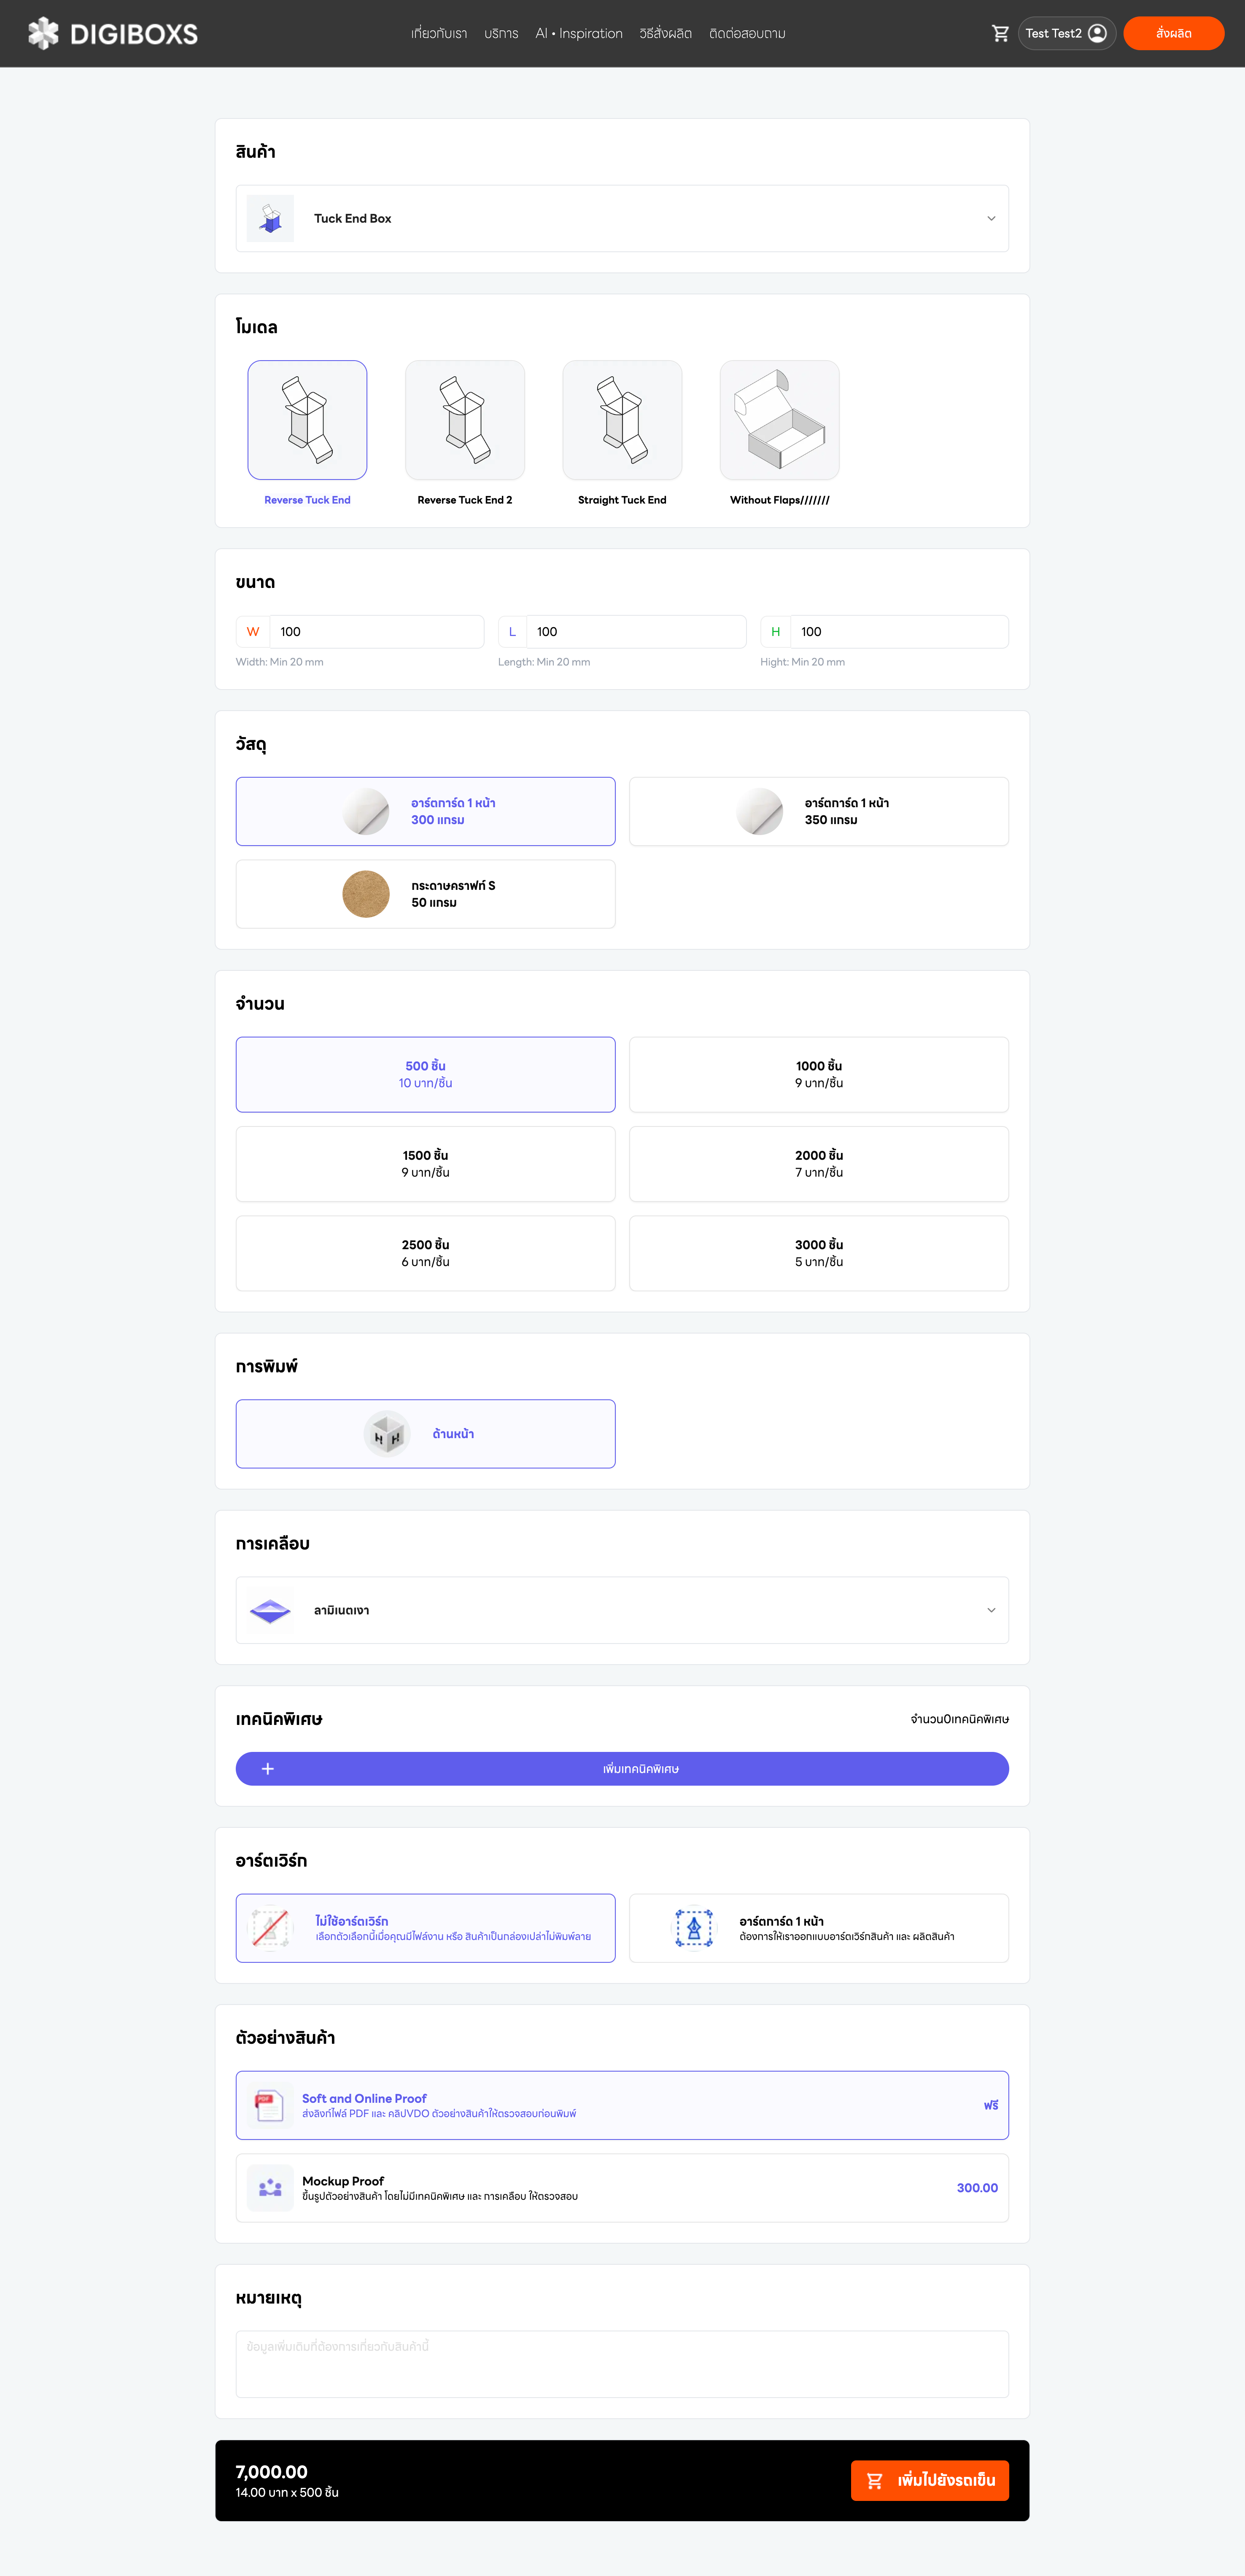 DIGIBOXS
เกี่ยวกับเรา บริการ AI • Inspiration วิธีสั่งผลิต ติดต่อสอบถาม
Test Test2
สั่งผลิต
สินค้า
Tuck End Box
โมเดล
Reverse Tuck End
Reverse Tuck End 2
Straight Tuck End
Without Flaps///////
ขนาด
W 100
L 100
H 100
Width: Min 20 mm
Length: Min 20 mm
Hight: Min 20 mm
วัสดุ
อาร์ตการ์ด 1 หน้า
300 แกรม
อาร์ตการ์ด 1 หน้า
350 แกรม
กระดาษคราฟท์ S
50 แกรม
จำนวน
500 ชิ้น
10 บาท/ชิ้น
1000 ชิ้น
9 บาท/ชิ้น
1500 ชิ้น
9 บาท/ชิ้น
2000 ชิ้น
7 บาท/ชิ้น
2500 ชิ้น
6 บาท/ชิ้น
3000 ชิ้น
5 บาท/ชิ้น
การพิมพ์
H H
ด้านหน้า
การเคลือบ
ลามิเนตเงา
เทคนิคพิเศษ
จำนวน0เทคนิคพิเศษ
เพิ่มเทคนิคพิเศษ
อาร์ตเวิร์ก
ไม่ใช้อาร์ตเวิร์ก
เลือกตัวเลือกนี้เมื่อคุณมีไฟล์งาน หรือ สินค้าเป็นกล่องเปล่าไม่พิมพ์ลาย
อาร์ตการ์ด 1 หน้า
ต้องการให้เราออกแบบอาร์ตเวิร์กสินค้า และ ผลิตสินค้า
ตัวอย่างสินค้า
PDF
Soft and Online Proof
ส่งลิงก์ไฟล์ PDF และ คลิปVDO ตัวอย่างสินค้าให้ตรวจสอบก่อนพิมพ์
ฟรี
Mockup Proof
ขึ้นรูปตัวอย่างสินค้า โดยไม่มีเทคนิคพิเศษ และ การเคลือบ ให้ตรวจสอบ
300.00
หมายเหตุ
ข้อมูลเพิ่มเติมที่ต้องการเกี่ยวกับสินค้านี้
7,000.00
14.00 บาท x 500 ชิ้น
เพิ่มไปยังรถเข็น